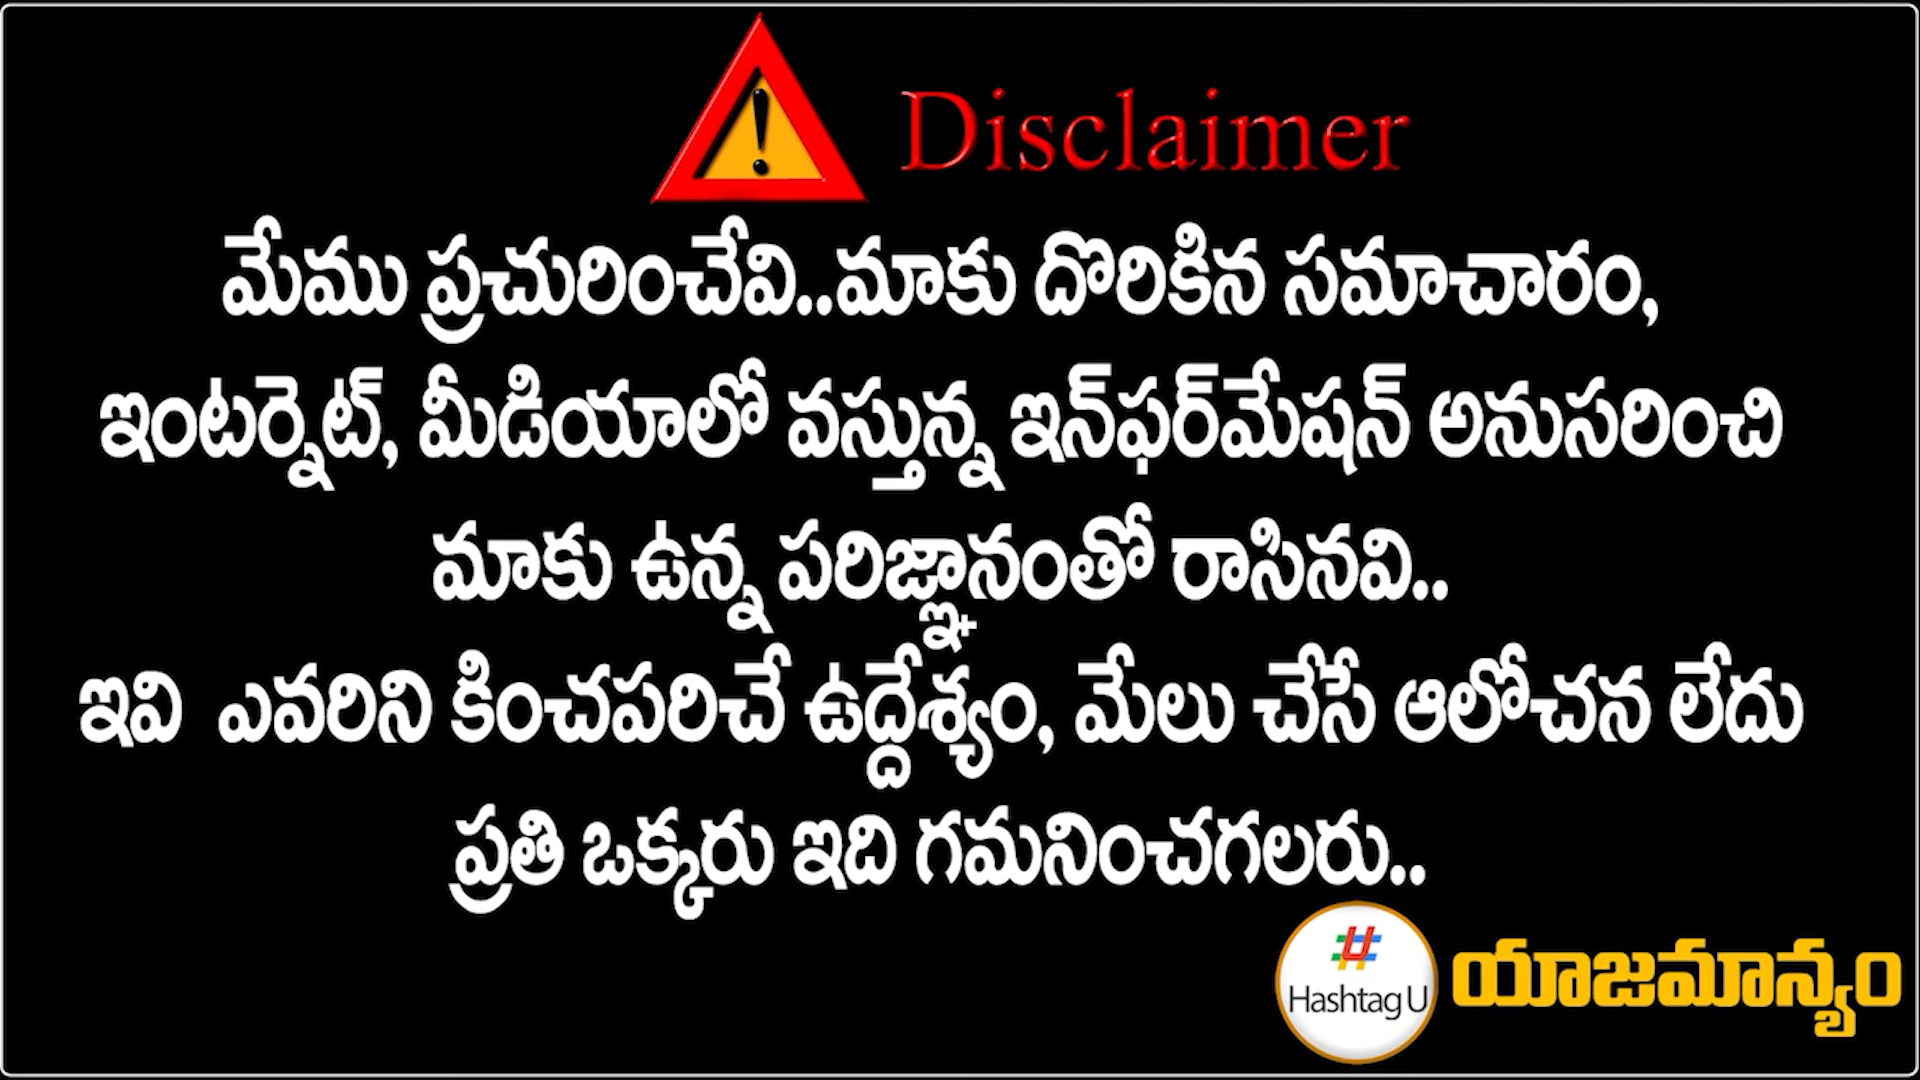 Disclaimer
మేము ప్రచురించేవి..మాకు దొరికిన సమాచారం,
ఇంటర్నెట్, మీడియాలో వస్తున్న ఇన్‌ఫర్‌మేషన్ అనుసరించి
మాకు ఉన్న పరిజ్ఞానంతో రాసినవి..
ఇవి ఎవరిని కించపరిచే ఉద్దేశ్యం, మేలు చేసే ఆలోచన లేదు
ప్రతి ఒక్కరు ఇది గమనించగలరు..
Hashtag U యాజమాన్యం